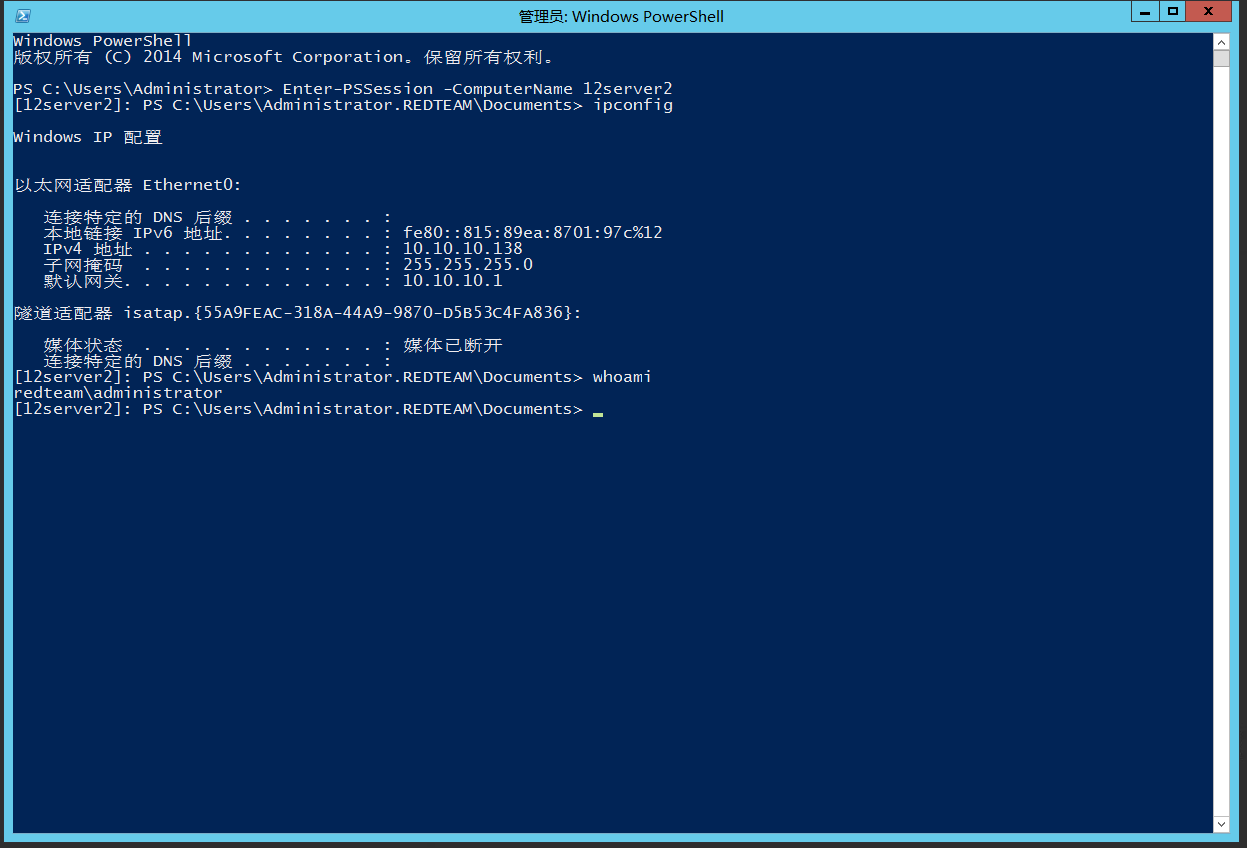 管理员: Windows PowerShell
Windows PowerShell
版权所有 (C) 2014 Microsoft Corporation。保留所有权利。
PS C:\Users\Administrator> Enter-PSSession -ComputerName 12server2
[12server2]: PS C:\Users\Administrator.REDTEAM\Documents> ipconfig
Windows IP 配置
以太网适配器 Ethernet0:
连接特定的 DNS 后缀 . . . . . . . :
本地链接 IPv6 地址. . . . . . . . : fe80::815:89ea:8701:97c%12
IPv4 地址 . . . . . . . . . . . . : 10.10.10.138
子网掩码  . . . . . . . . . . . . : 255.255.255.0
默认网关. . . . . . . . . . . . . : 10.10.10.1
隧道适配器 isatap.{55A9FEAC-318A-44A9-9870-D5B53C4FA836}:
媒体状态  . . . . . . . . . . . . : 媒体已断开
连接特定的 DNS 后缀 . . . . . . . :
[12server2]: PS C:\Users\Administrator.REDTEAM\Documents> whoami
redteam\administrator
[12server2]: PS C:\Users\Administrator.REDTEAM\Documents>